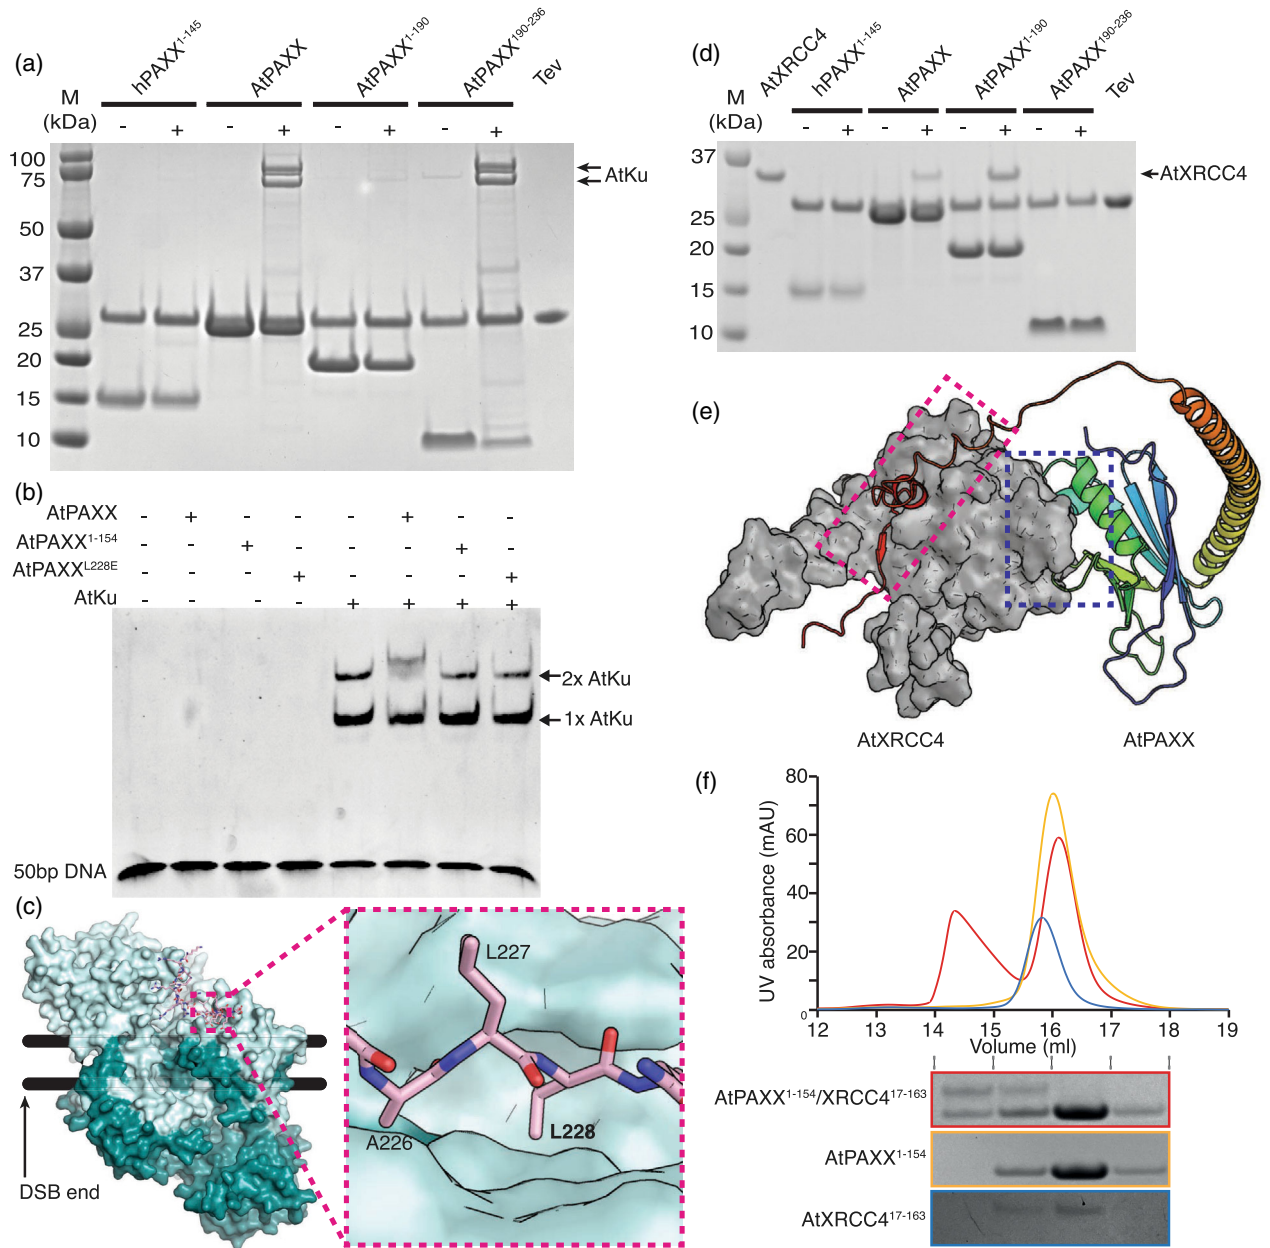 (a)
hPAXX1-145
AtPAXX
AtPAXX1-190
AtPAXX190-236
Tev
M
(kDa)
- + - + - + - +
100
75
50
37
25
20
15
10
AtKu
(b)
AtPAXX - + - - - + - -
AtPAXX1-154 - - + - - - + -
AtPAXXL228E - - - + - - - +
AtKu - - - - + + + +
2x AtKu
1x AtKu
50bp DNA
(c)
DSB end
L227
A226
L228
(d)
AtXRCC4
hPAXX1-145
AtPAXX
AtPAXX1-190
AtPAXX190-236
Tev
M
(kDa)
- + - + - + - +
37
25
20
15
10
AtXRCC4
(e)
AtXRCC4
AtPAXX
(f)
UV absorbance (mAU)
80
60
40
20
0
12 13 14 15 16 17 18 19
Volume (ml)
AtPAXX1-154/XRCC417-163
AtPAXX1-154
AtXRCC417-163